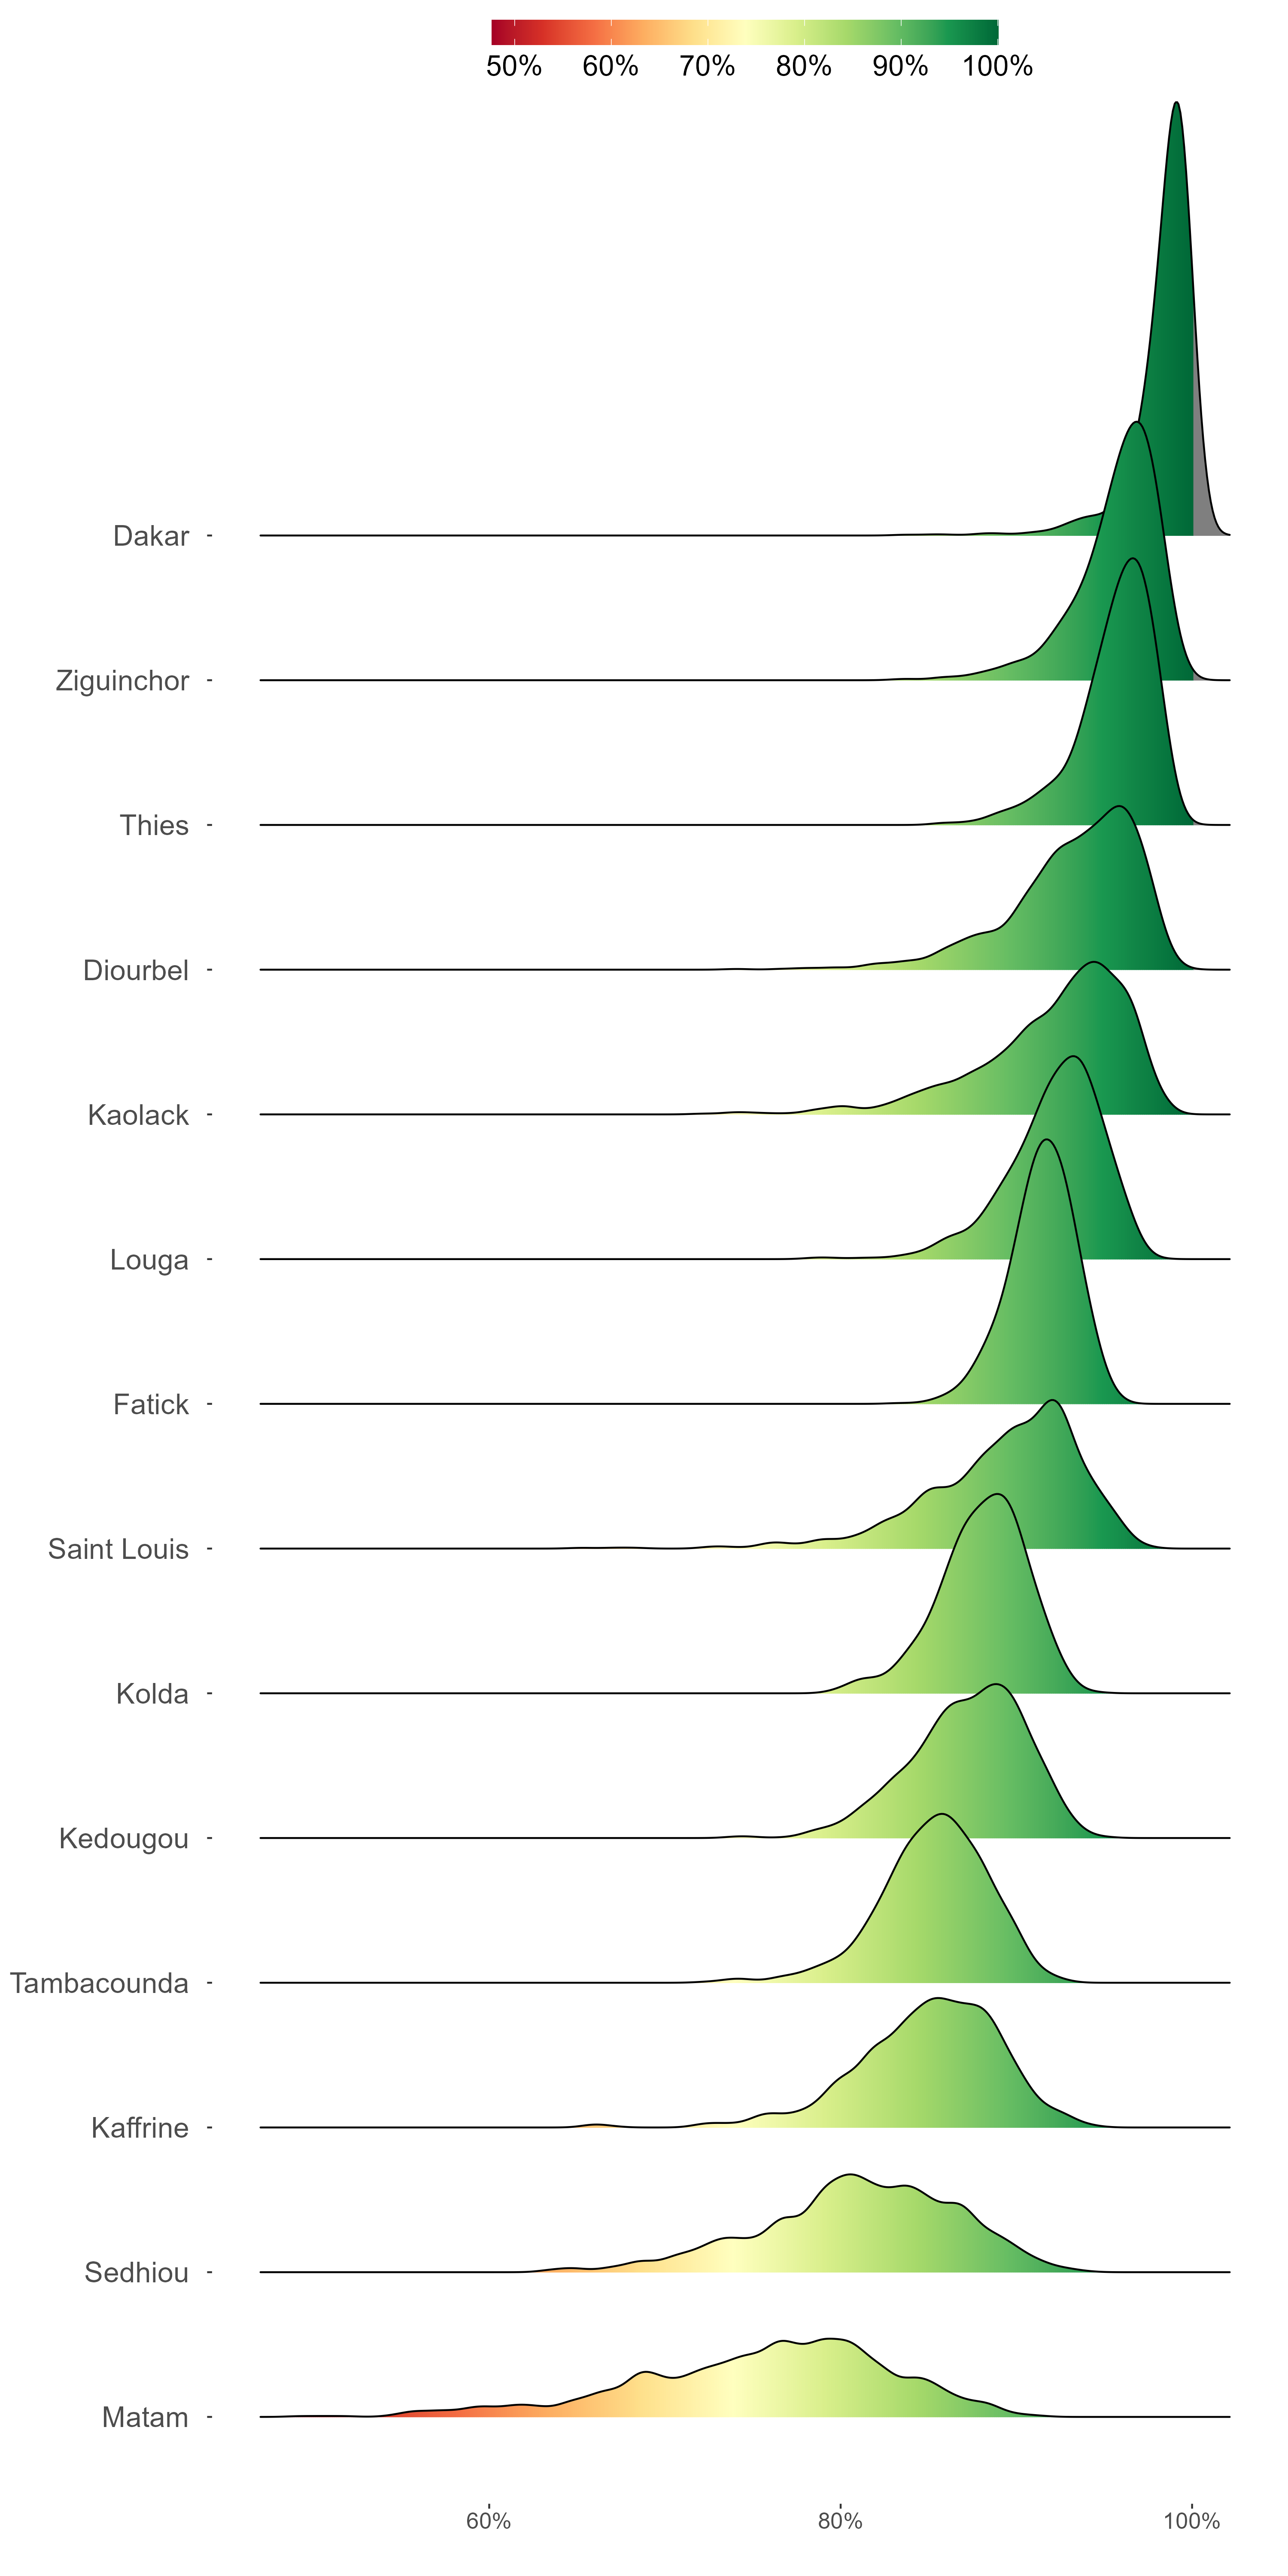 50% 60% 70% 80% 90% 100%
Dakar
Ziguinchor
Thies
Diourbel
Kaolack
Louga
Fatick
Saint Louis
Kolda
Kedougou
Tambacounda
Kaffrine
Sedhiou
Matam
60% 80% 100%